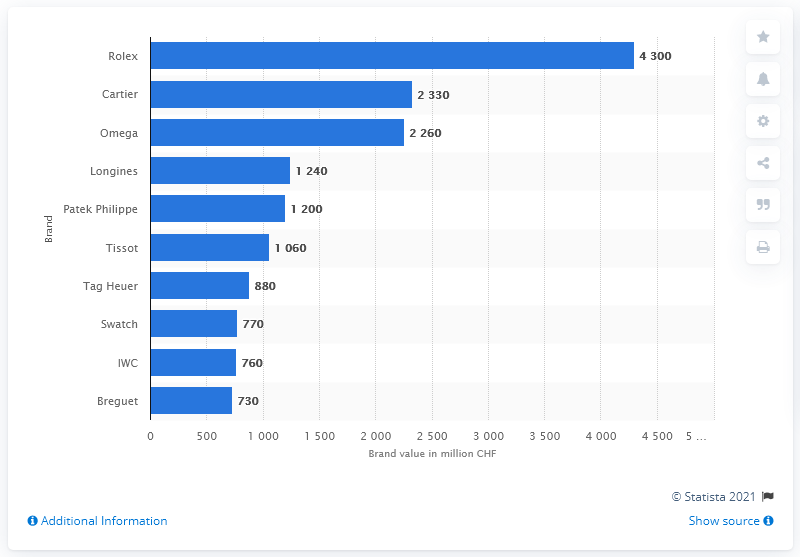 Rolex 4 300
Cartier 2 330
Omega 2 260
Longines 1 240
Patek Philippe 1 200
Brand
Tissot 1 060
Tag Heuer 880
Swatch 770
IWC 760
Breguet 730
0 500 1 000 1 500 2 000 2 500 3 000 3 500 4 000 4 500 5 ...
Brand value in million CHF
© Statista 2021
Additional Information Show source